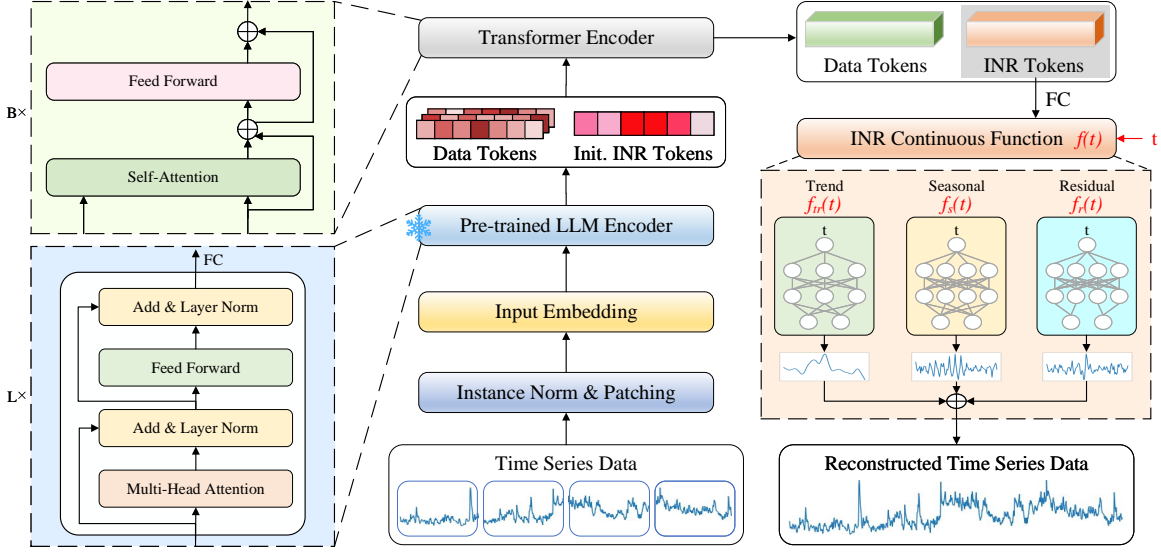 B×
Feed Forward
Self-Attention
L×
FC
Add & Layer Norm
Feed Forward
Add & Layer Norm
Multi-Head Attention
Transformer Encoder
Data Tokens
Init. INR Tokens
Pre-trained LLM Encoder
Input Embedding
Instance Norm & Patching
Time Series Data
Data Tokens
INR Tokens
FC
INR Continuous Function f(t)
t
Trend
f_tr(t)
t
Seasonal
f_s(t)
t
Residual
f_r(t)
t
Reconstructed Time Series Data